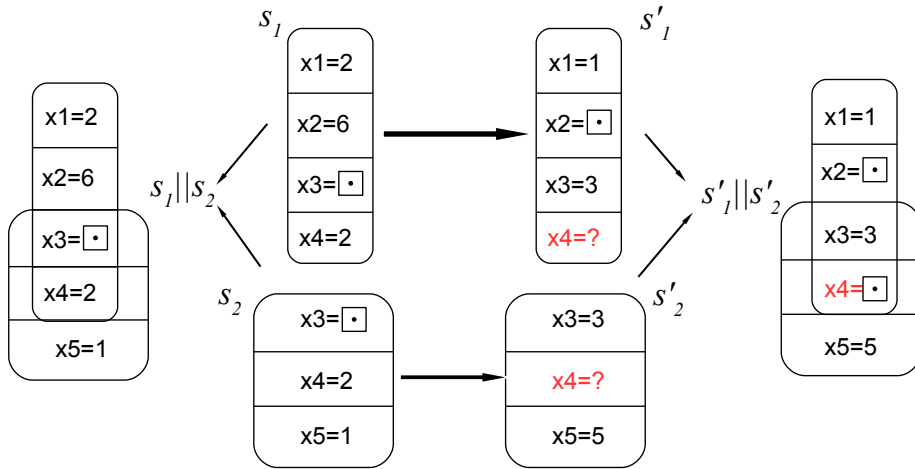 s₁
x1=2
x2=6
x3=⊡
x4=2
s′₁
x1=1
x2=⊡
x3=3
x4=?
x1=2
x2=6
x3=⊡
x4=2
x5=1
s₁||s₂
s′₁||s′₂
x1=1
x2=⊡
x3=3
x4=⊡
x5=5
s₂
x3=⊡
x4=2
x5=1
s′₂
x3=3
x4=?
x5=5